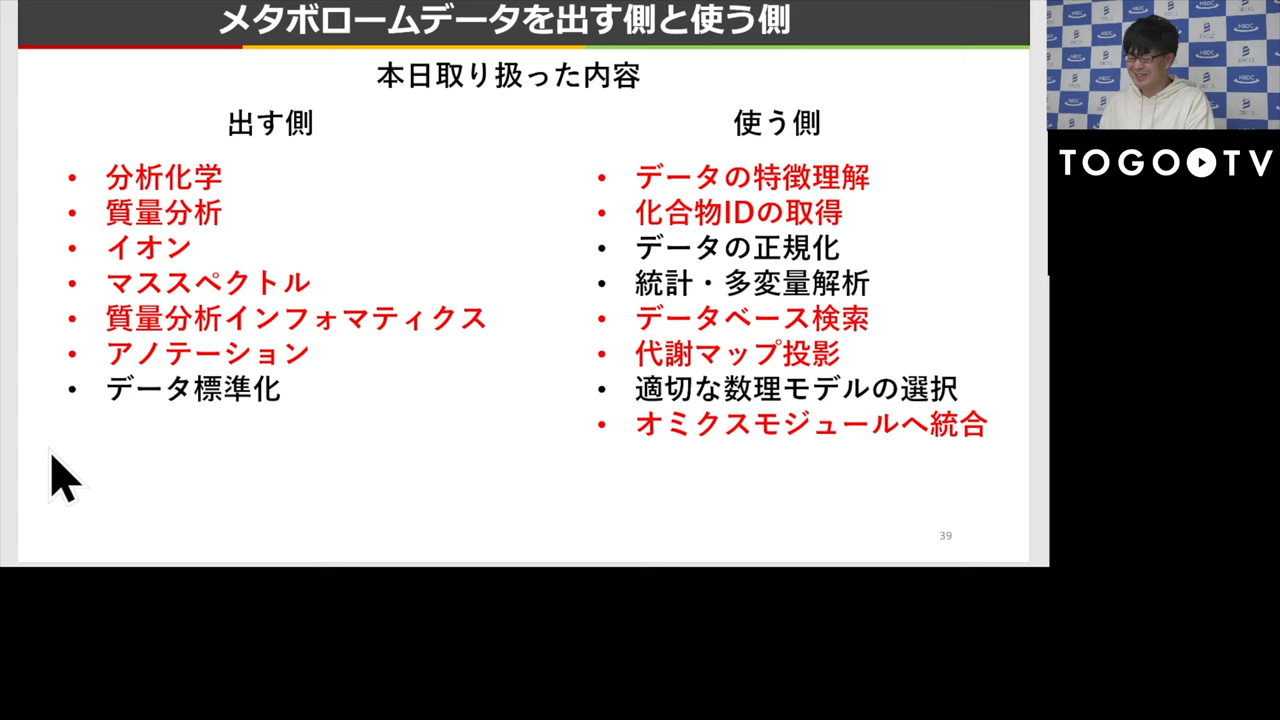 メタボロームデータを出す側と使う側
本日取り扱った内容
出す側
• 分析化学
• 質量分析
• イオン
• マススペクトル
• 質量分析インフォマティクス
• アノテーション
• データ標準化
使う側
• データの特徴理解
• 化合物IDの取得
• データの正規化
• 統計・多変量解析
• データベース検索
• 代謝マップ投影
• 適切な数理モデルの選択
• オミクスモジュールへ統合
39
NBDC
TOGO TV